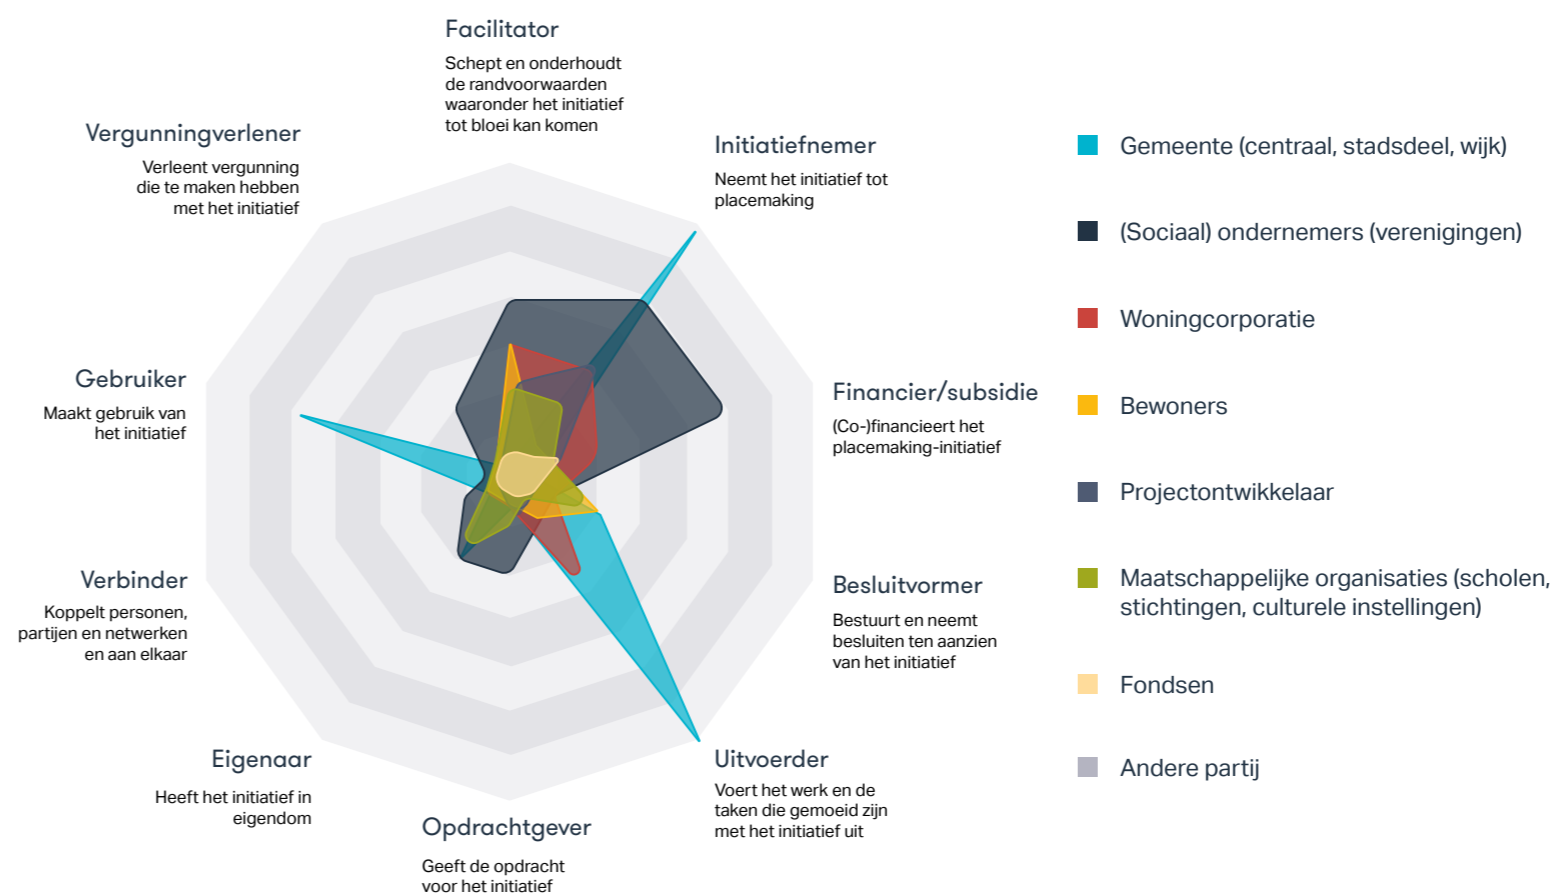 Facilitator
Schept en onderhoudt
de randvoorwaarden
waaronder het initiatief
tot bloei kan komen
Initiatiefnemer
Neemt het initiatief tot
placemaking
Financier/subsidie
(Co-)financieert het
placemaking-initiatief
Besluitvormer
Bestuurt en neemt
besluiten ten aanzien
van het initiatief
Uitvoerder
Voert het werk en de
taken die gemoeid zijn
met het initiatief uit
Opdrachtgever
Geeft de opdracht
voor het initiatief
Eigenaar
Heeft het initiatief in
eigendom
Verbinder
Koppelt personen,
partijen en netwerken
en aan elkaar
Gebruiker
Maakt gebruik van
het initiatief
Vergunningverlener
Verleent vergunning
die te maken hebben
met het initiatief
Gemeente (centraal, stadsdeel, wijk)
(Sociaal) ondernemers (verenigingen)
Woningcorporatie
Bewoners
Projectontwikkelaar
Maatschappelijke organisaties (scholen,
stichtingen, culturele instellingen)
Fondsen
Andere partij